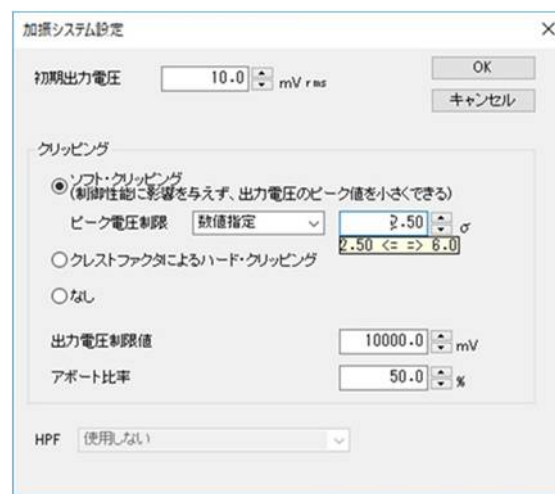 加振システム設定
初期出力電圧 10.0 mV rms
OK
キャンセル
クリッピング
ソフト・クリッピング
(制御性能に影響を与えず、出力電圧のピーク値を小さくできる)
ピーク電圧制限 数値指定 2.50 σ
2.50 <= => 6.0
クレストファクタによるハード・クリッピング
なし
出力電圧制限値 10000.0 mV
アボート比率 50.0 %
HPF 使用しない